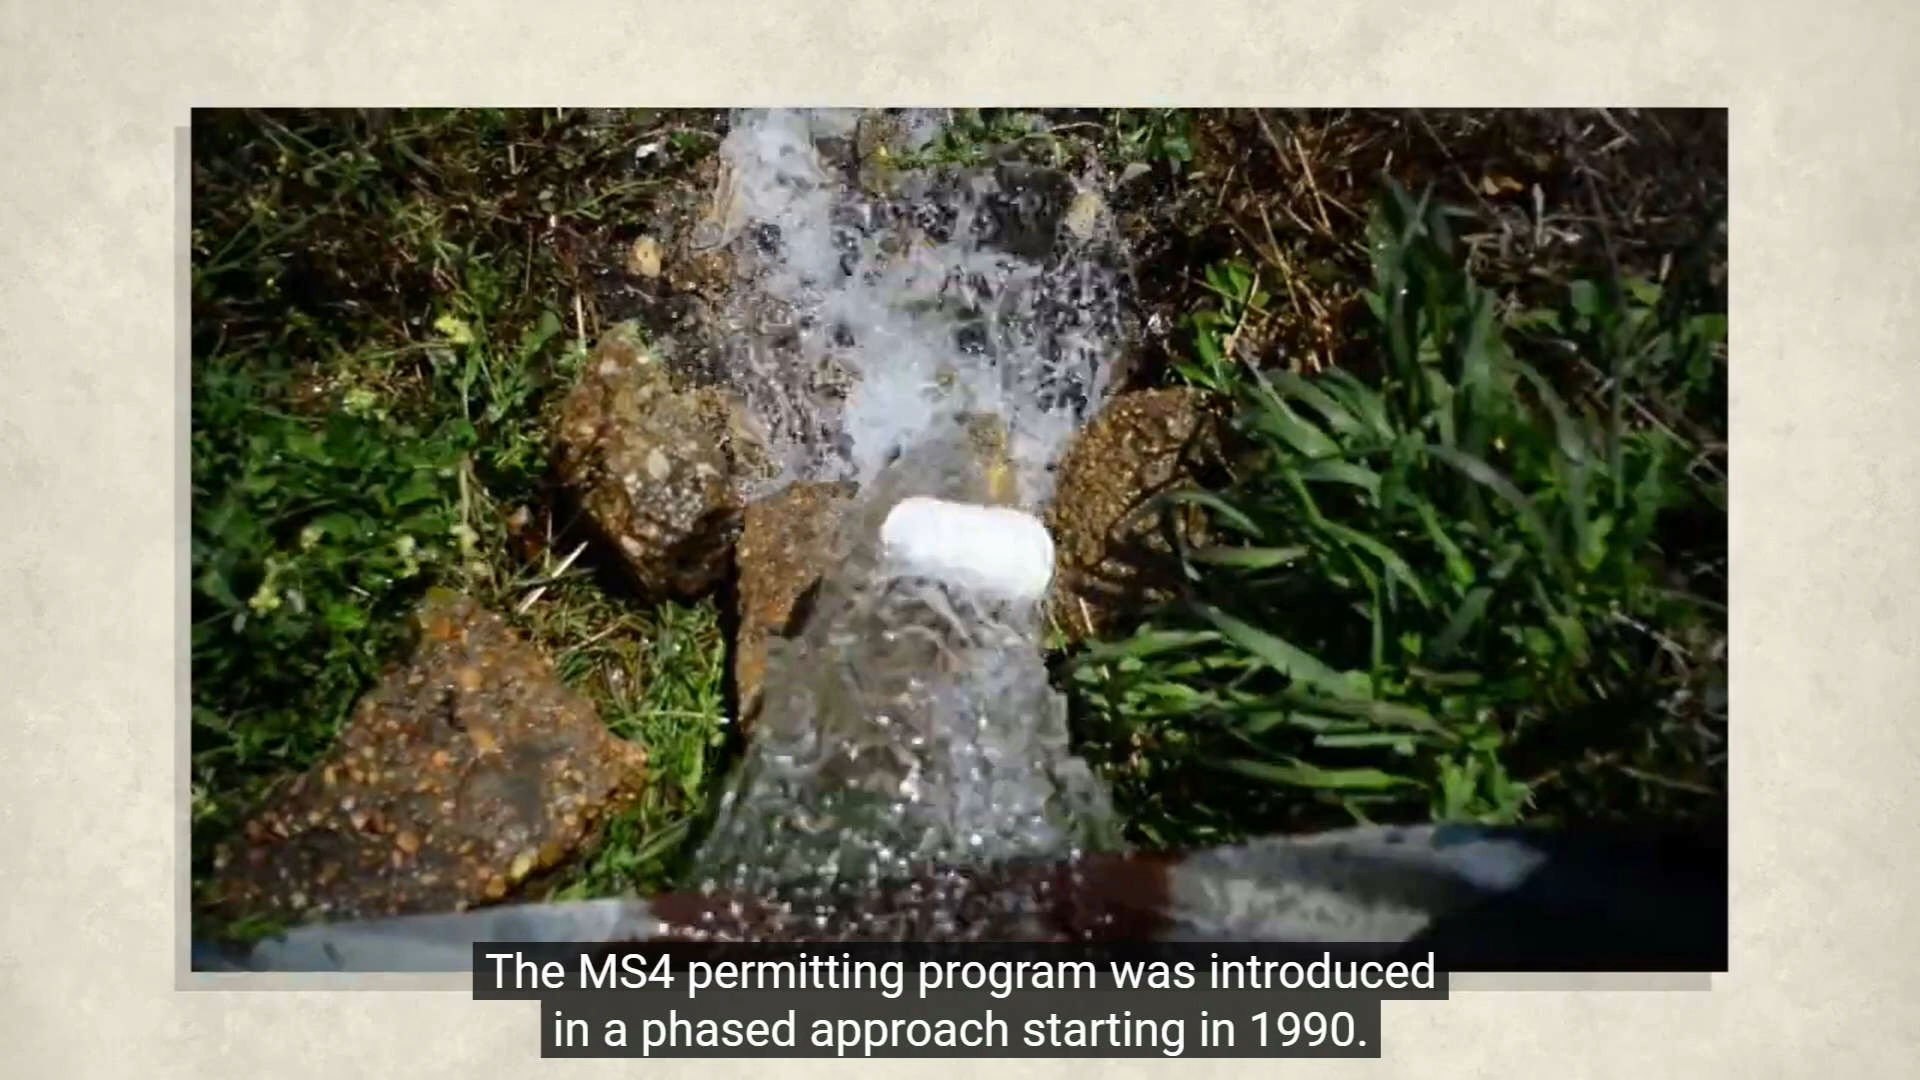 The MS4 permitting program was introduced
in a phased approach starting in 1990.